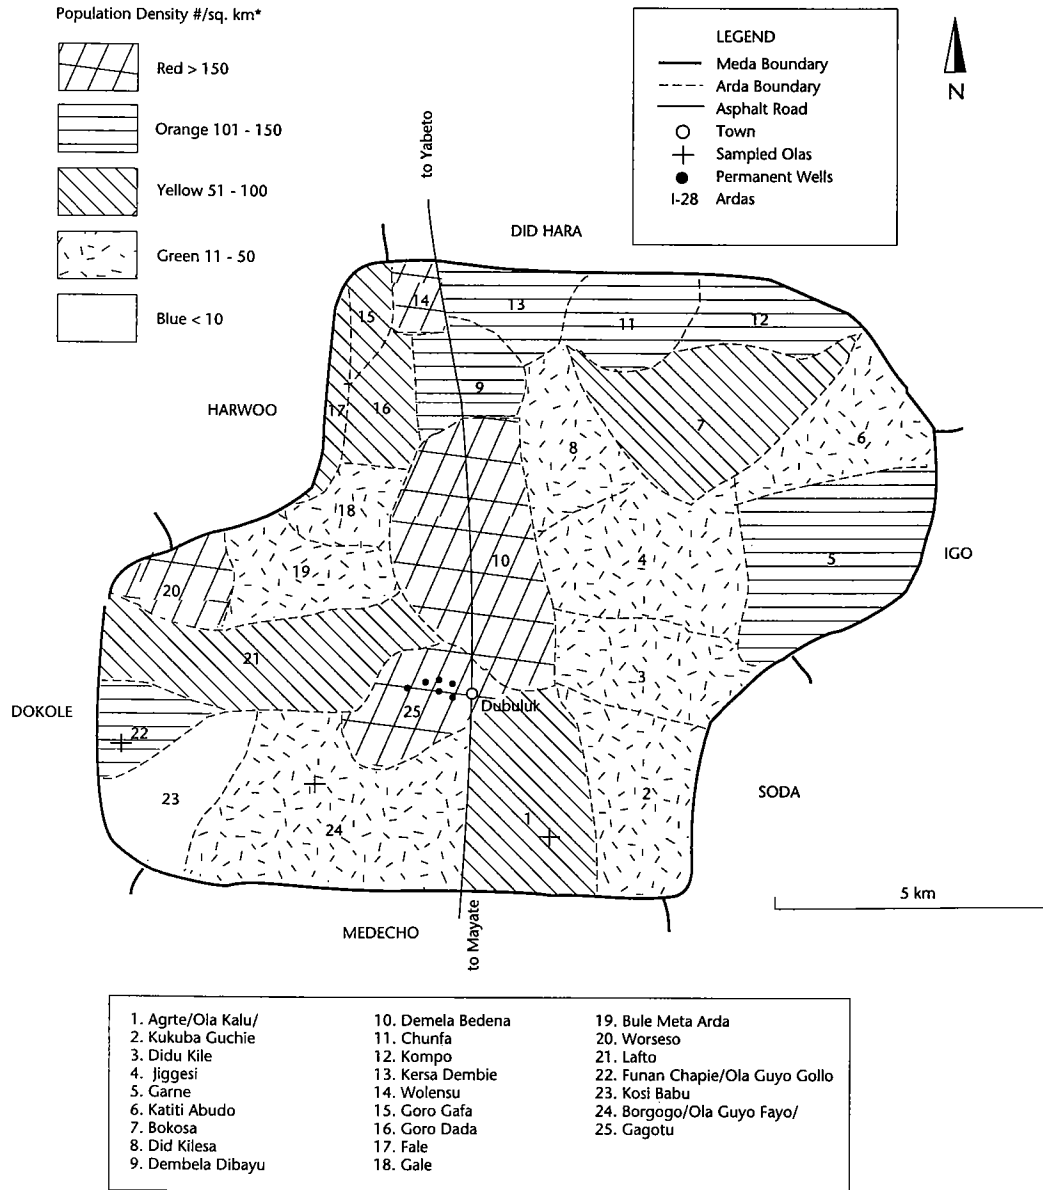 Population Density #/sq. km*
Red > 150
Orange 101 - 150
Yellow 51 - 100
Green 11 - 50
Blue < 10
LEGEND
Meda Boundary
Arda Boundary
Asphalt Road
Town
Sampled Olas
Permanent Wells
I-28 Ardas
N
to Yabeto
DID HARA
14
13
11
12
15
9
17
16
7
8
6
HARWOO
18
10
4
5
IGO
19
20
21
3
DOKOLE
25
Dubuluk
22
23
24
1
2
SODA
5 km
MEDECHO
to Mayate
1. Agrte/Ola Kalu/
2. Kukuba Guchie
3. Didu Kile
4. Jiggesi
5. Garne
6. Katiti Abudo
7. Bokosa
8. Did Kilesa
9. Dembela Dibayu
10. Demela Bedena
11. Chunfa
12. Kompo
13. Kersa Dembie
14. Wolensu
15. Goro Gafa
16. Goro Dada
17. Fale
18. Gale
19. Bule Meta Arda
20. Worseso
21. Lafto
22. Funan Chapie/Ola Guyo Gollo
23. Kosi Babu
24. Borgogo/Ola Guyo Fayo/
25. Gagotu